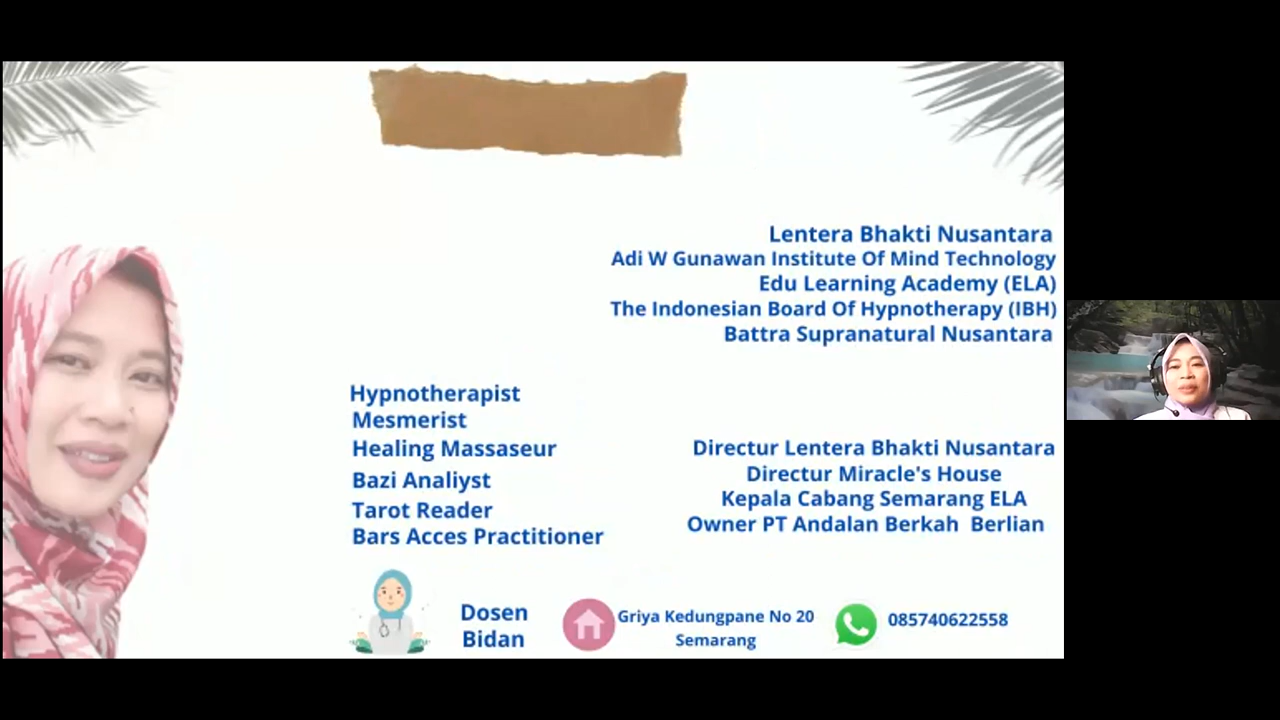 Lentera Bhakti Nusantara
Adi W Gunawan Institute Of Mind Technology
Edu Learning Academy (ELA)
The Indonesian Board Of Hypnotherapy (IBH)
Battra Supranatural Nusantara
Hypnotherapist
Mesmerist
Healing Massaseur
Bazi Analiyst
Tarot Reader
Bars Acces Practitioner
Directur Lentera Bhakti Nusantara
Directur Miracle's House
Kepala Cabang Semarang ELA
Owner PT Andalan Berkah Berlian
Dosen
Bidan
Griya Kedungpane No 20
Semarang
085740622558